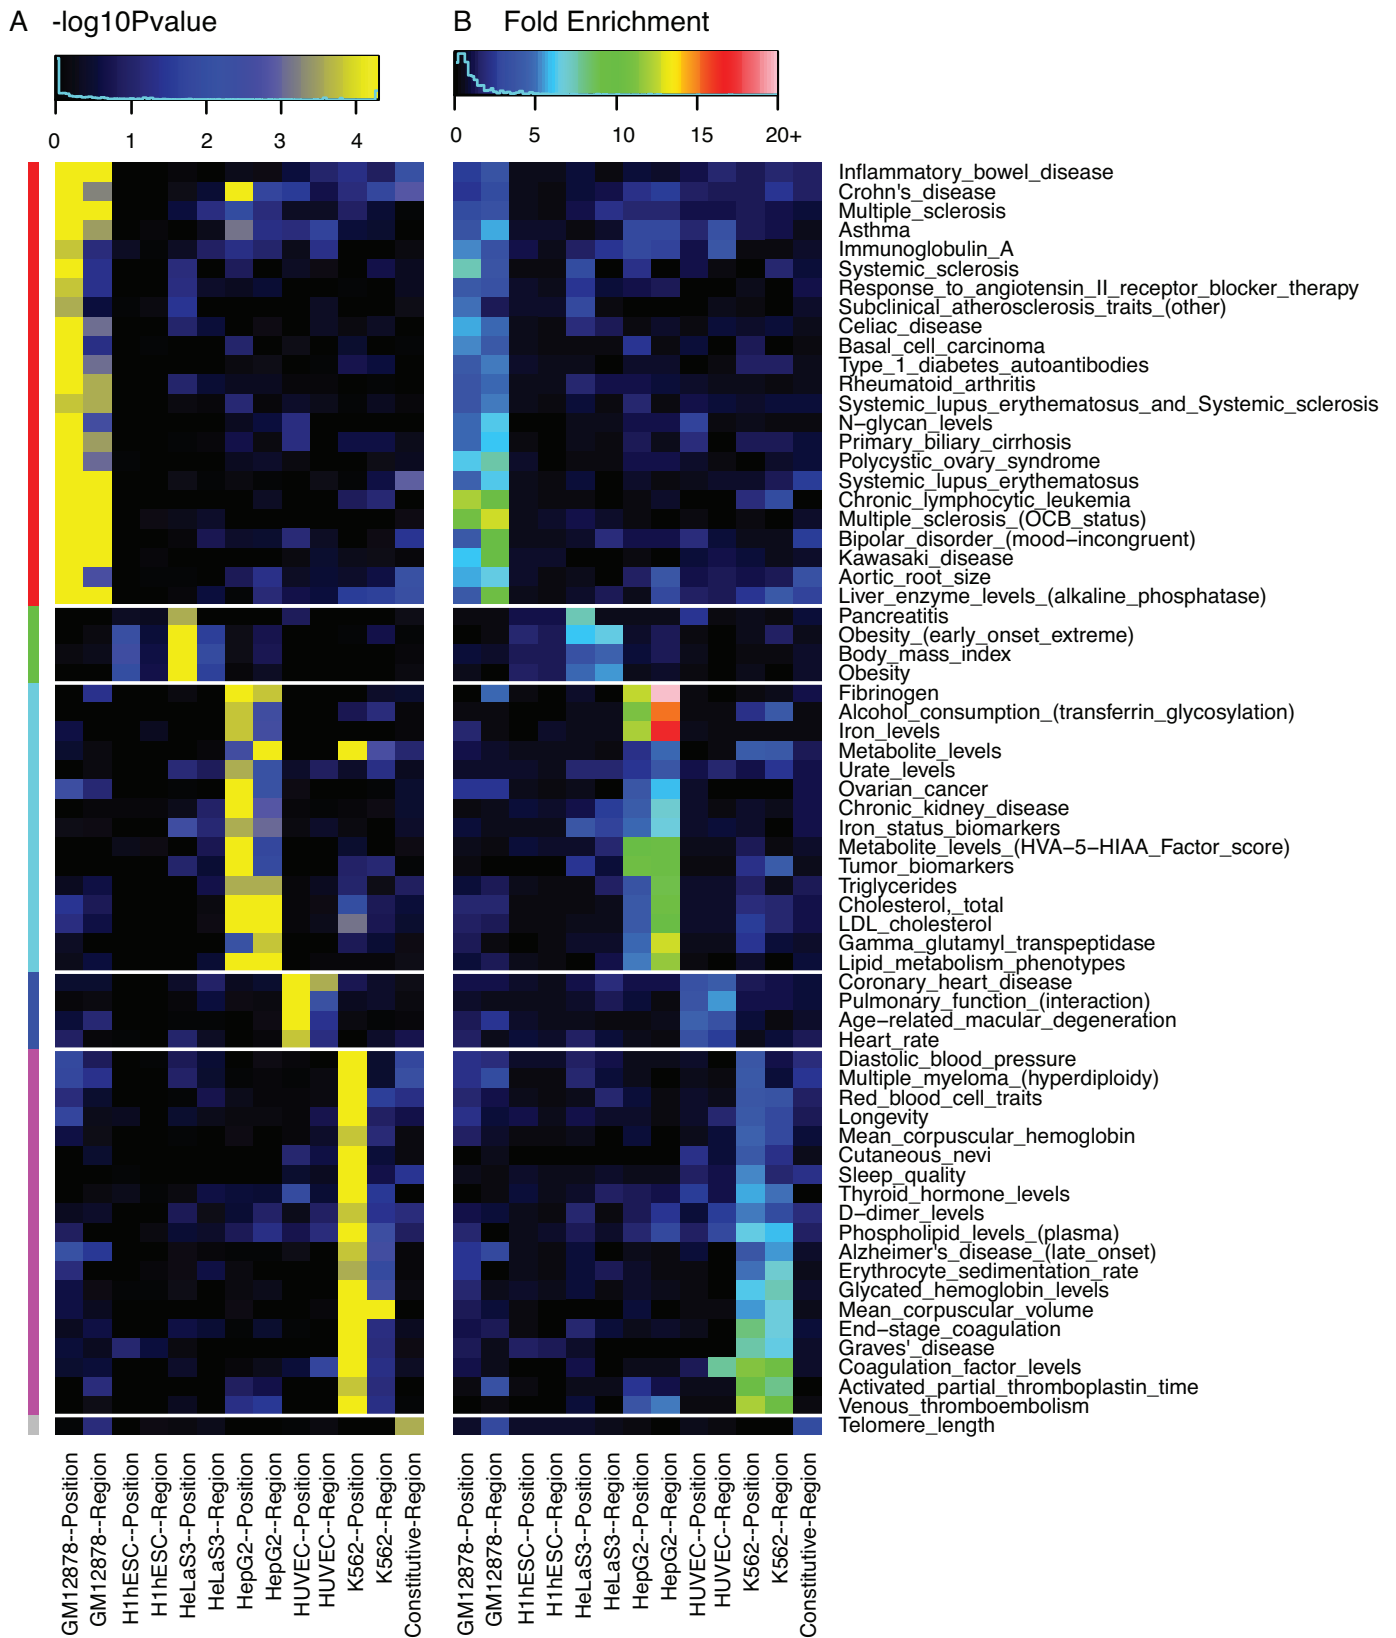 A -log10Pvalue
B Fold Enrichment
0 1 2 3 4
0 5 10 15 20+
Inflammatory_bowel_disease
Crohn's_disease
Multiple_sclerosis
Asthma
Immunoglobulin_A
Systemic_sclerosis
Response_to_angiotensin_II_receptor_blocker_therapy
Subclinical_atherosclerosis_traits_(other)
Celiac_disease
Basal_cell_carcinoma
Type_1_diabetes_autoantibodies
Rheumatoid_arthritis
Systemic_lupus_erythematosus_and_Systemic_sclerosis
N-glycan_levels
Primary_biliary_cirrhosis
Polycystic_ovary_syndrome
Systemic_lupus_erythematosus
Chronic_lymphocytic_leukemia
Multiple_sclerosis_(OCB_status)
Bipolar_disorder_(mood−incongruent)
Kawasaki_disease
Aortic_root_size
Liver_enzyme_levels_(alkaline_phosphatase)
Pancreatitis
Obesity_(early_onset_extreme)
Body_mass_index
Obesity
Fibrinogen
Alcohol_consumption_(transferrin_glycosylation)
Iron_levels
Metabolite_levels
Urate_levels
Ovarian_cancer
Chronic_kidney_disease
Iron_status_biomarkers
Metabolite_levels_(HVA−5−HIAA_Factor_score)
Tumor_biomarkers
Triglycerides
Cholesterol,_total
LDL_cholesterol
Gamma_glutamyl_transpeptidase
Lipid_metabolism_phenotypes
Coronary_heart_disease
Pulmonary_function_(interaction)
Age−related_macular_degeneration
Heart_rate
Diastolic_blood_pressure
Multiple_myeloma_(hyperdiploidy)
Red_blood_cell_traits
Longevity
Mean_corpuscular_hemoglobin
Cutaneous_nevi
Sleep_quality
Thyroid_hormone_levels
D−dimer_levels
Phospholipid_levels_(plasma)
Alzheimer's_disease_(late_onset)
Erythrocyte_sedimentation_rate
Glycated_hemoglobin_levels
Mean_corpuscular_volume
End−stage_coagulation
Graves'_disease
Coagulation_factor_levels
Activated_partial_thromboplastin_time
Venous_thromboembolism
Telomere_length
GM12878--Position
GM12878--Region
H1hESC--Position
H1hESC--Region
HeLaS3--Position
HeLaS3--Region
HepG2--Position
HepG2--Region
HUVEC--Position
HUVEC--Region
K562--Position
K562--Region
Constitutive-Region
GM12878--Position
GM12878--Region
H1hESC--Position
H1hESC--Region
HeLaS3--Position
HeLaS3--Region
HepG2--Position
HepG2--Region
HUVEC--Position
HUVEC--Region
K562--Position
K562--Region
Constitutive-Region